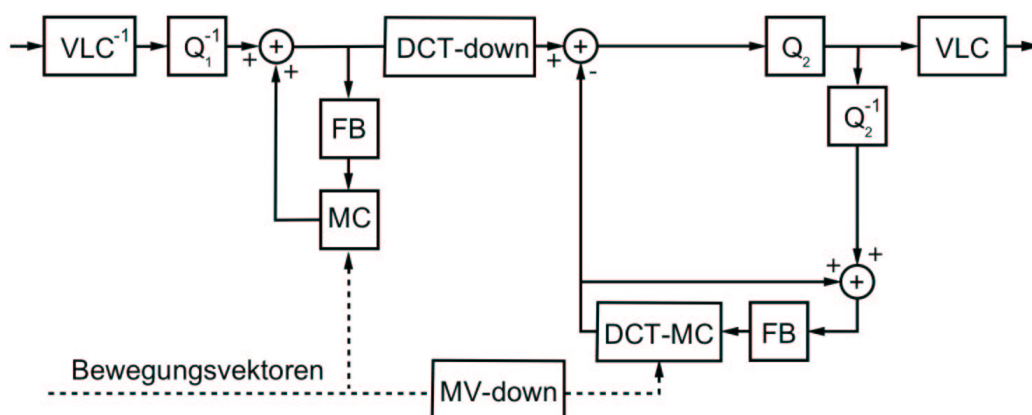 VLC⁻¹
Q₁⁻¹
+
+
+
DCT-down
+
+
-
Q₂
VLC
FB
Q₂⁻¹
MC
+
+
+
DCT-MC
FB
Bewegungsvektoren
MV-down